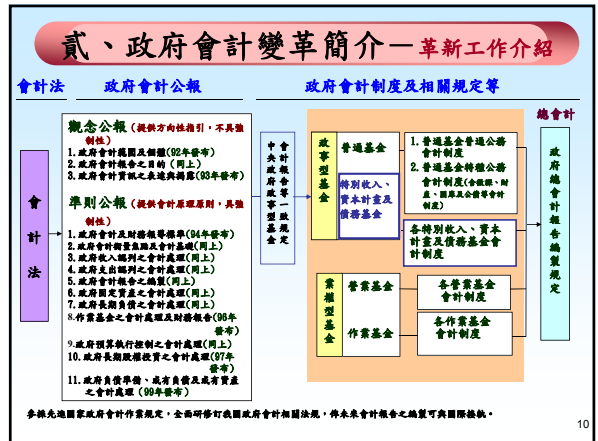 貳、政府會計變革簡介－革新工作介紹
會計法
政府會計公報
政府會計制度及相關規定等
會計法
觀念公報(提供方向性指引，不具強
制性)
1.政府會計範圍及個體(92年發布)
2.政府會計報告之目的 (同上)
3.政府會計資訊之表達與揭露(93年發布)
準則公報(提供會計原理原則，具強
制性)
1.政府會計及財務報導標準(94年發布)
2.政府會計衡量焦點及會計基礎(同上)
3.政府收入認列之會計處理(同上)
4.政府支出認列之會計處理(同上)
5.政府會計報告之編製(同上)
6.政府固定資產之會計處理(同上)
7.政府長期負債之會計處理(同上)
8.作業基金之會計處理及財務報告(96年
發布)
9.政府預算執行控制之會計處理(同上)
10.政府長期股權投資之會計處理(97年
發布)
11.政府負債準備、或有負債及或有資產
之會計處理 (99年發布)
中央政府政事型基金
會計報告等一致規定
政事型基金
普通基金
特別收入、
資本計畫及
債務基金
1.普通基金普通公務
會計制度
2.普通基金特種公務
會計制度(含徵課、財
產、國庫及公債等會計
制度)
各特別收入、資本
計畫及債務基金會
計制度
業權型基金
營業基金
作業基金
各營業基金
會計制度
各作業基金
會計制度
總會計
政府總會計報告編製規定
參採先進國家政府會計作業規定，全面研修訂我國政府會計相關法規，俾未來會計報告之編製可與國際接軌。
10